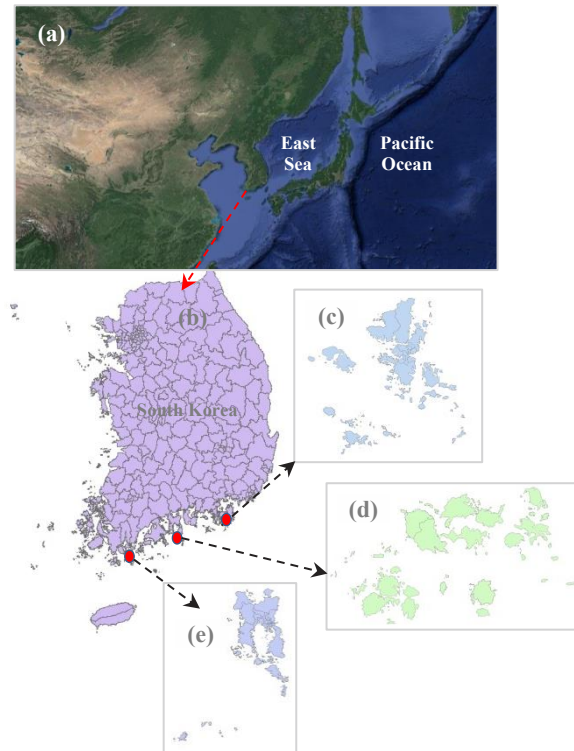 (a)
East
Sea
Pacific
Ocean
(b)
South Korea
(c)
(d)
(e)